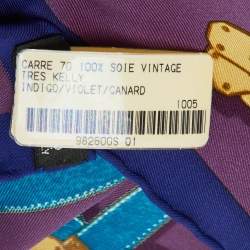 CARRE 70 100% SOIE VINTAGE
TRES KELLY
INDIGO/VIOLET/CANARD
1005
982600S 01